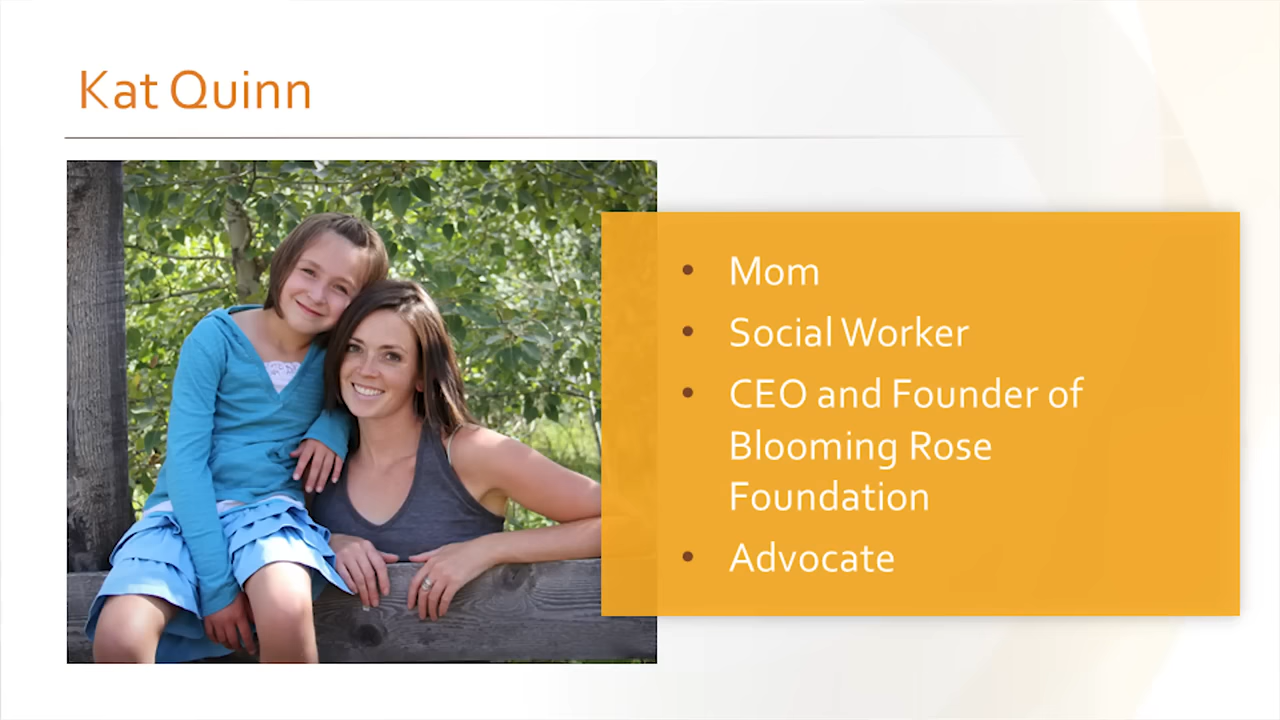 Kat Quinn
• Mom
• Social Worker
• CEO and Founder of
Blooming Rose
Foundation
• Advocate